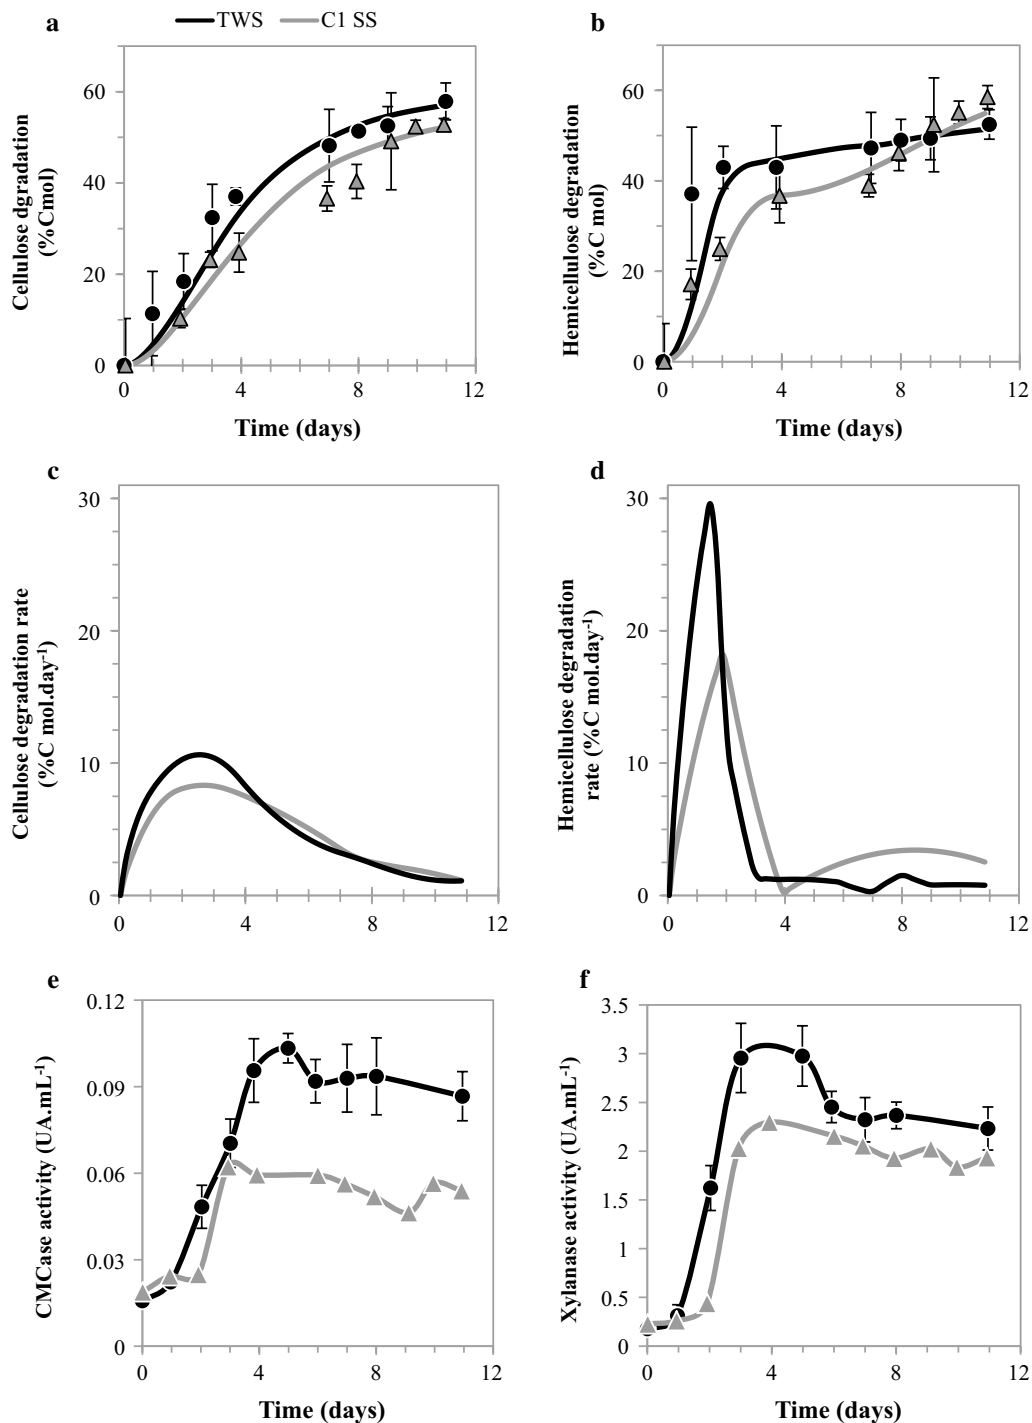 a
TWS
C1 SS
b
Cellulose dgradation
(%Cmol)
60
40
20
0
0
4
8
12
Time (days)
Hemicellulose degradation
(%C mol)
60
40
20
0
0
4
8
12
Time (days)
c
Cellulose degradation rate
(%C mol.day-1)
30
20
10
0
0
4
8
12
d
Hemicellulose degradation
rate (%C mol.day-1)
30
20
10
0
0
4
8
12
e
CMCase activity (UA.mL-1)
0.12
0.09
0.06
0.03
0
0
4
8
12
Time (days)
f
Xylanase activity (UA.mL-1)
3.5
3
2.5
2
1.5
1
0.5
0
0
4
8
12
Time (days)